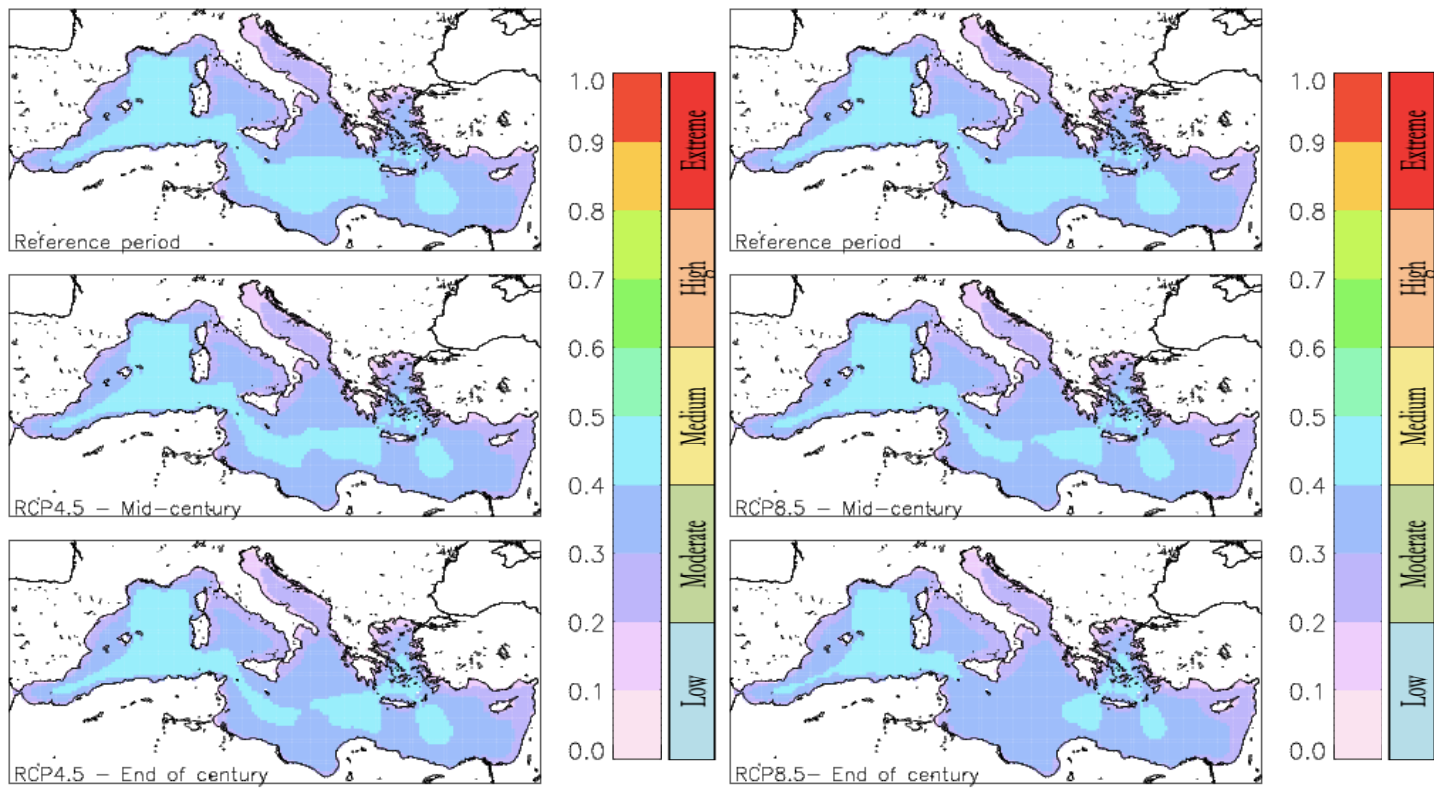 Reference period
RCP4.5 – Mid-century
RCP4.5 – End of century
1.0
0.9
0.8
0.7
0.6
0.5
0.4
0.3
0.2
0.1
0.0
Extreme
High
Medium
Moderate
Low
Reference period
RCP8.5 – Mid-century
RCP8.5– End of century
1.0
0.9
0.8
0.7
0.6
0.5
0.4
0.3
0.2
0.1
0.0
Extreme
High
Medium
Moderate
Low